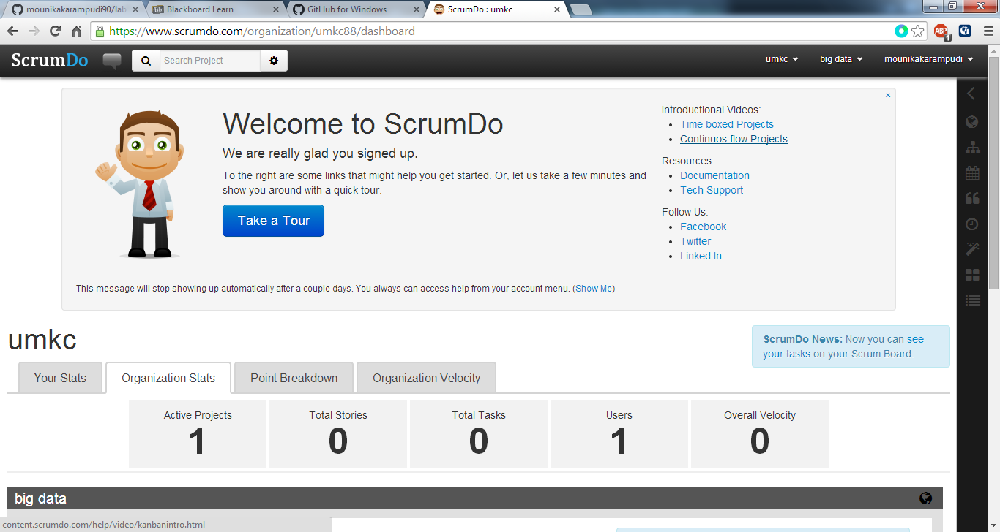 mounikakarampudi90/lab
Blackboard Learn
GitHub for Windows
ScrumDo : umkc
https://www.scrumdo.com/organization/umkc88/dashboard
ABP
1
ScrumDo
Search Project
umkc
big data
mounikakarampudi
Welcome to ScrumDo
We are really glad you signed up.
To the right are some links that might help you get started. Or, let us take a few minutes and
show you around with a quick tour.
Take a Tour
Introductional Videos:
Time boxed Projects
Continuos flow Projects
Resources:
Documentation
Tech Support
Follow Us:
Facebook
Twitter
Linked In
This message will stop showing up automatically after a couple days. You always can access help from your account menu. (Show Me)
umkc
ScrumDo News: Now you can see
your tasks on your Scrum Board.
Your Stats
Organization Stats
Point Breakdown
Organization Velocity
Active Projects
1
Total Stories
0
Total Tasks
0
Users
1
Overall Velocity
0
big data
content.scrumdo.com/help/video/kanbanintro.html